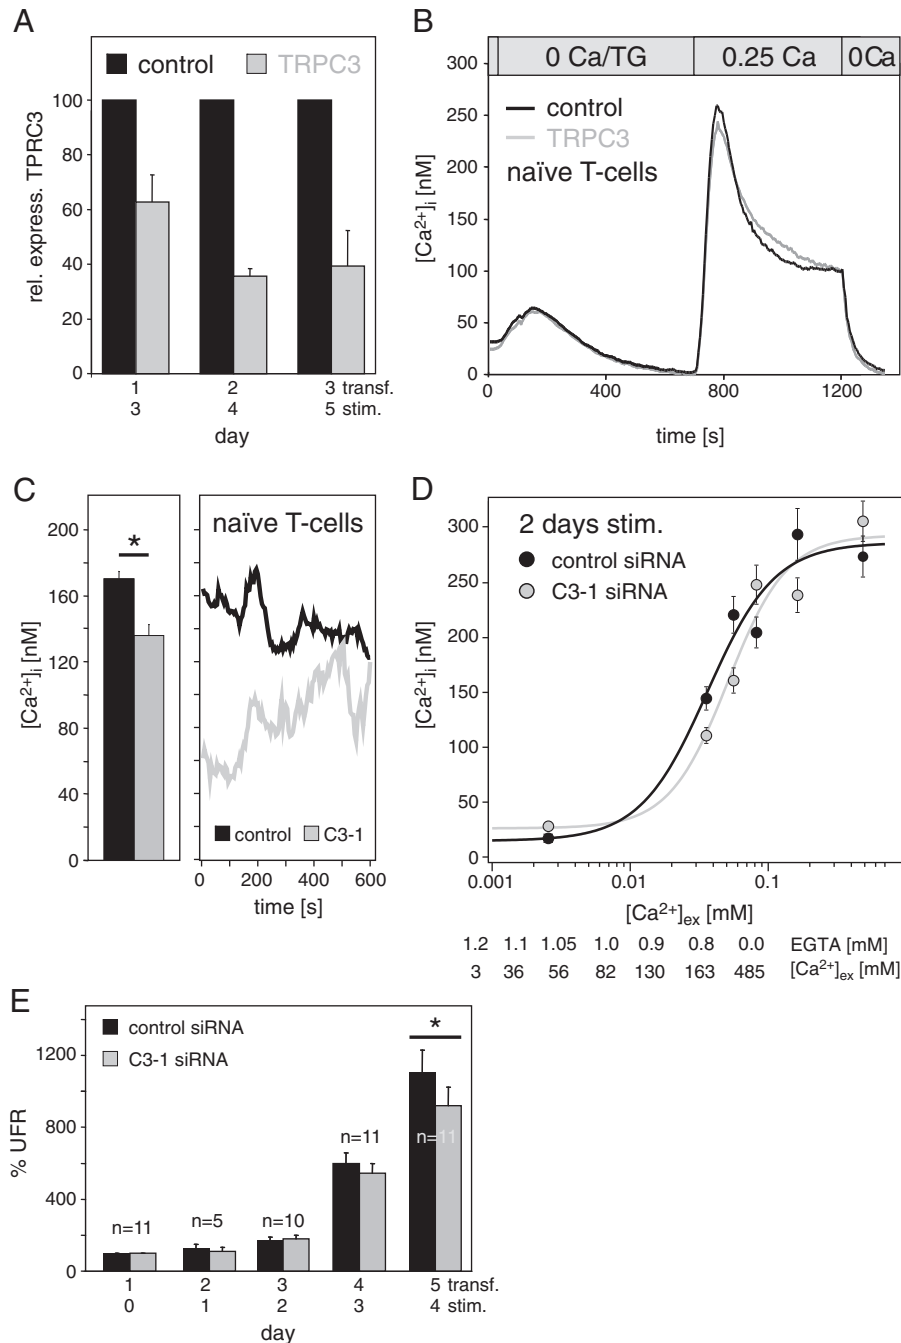 A
control TRPC3
rel. express. TPRC3
100
80
60
40
20
0
1 2 3 transf.
3 4 5 stim.
day
B
0 Ca/TG 0.25 Ca 0Ca
control
TRPC3
naïve T-cells
[Ca2+]i [nM]
300
250
200
150
100
50
0
0 400 800 1200
time [s]
C
*
naïve T-cells
[Ca2+]i [nM]
200
160
120
80
40
0
control C3-1
0 200 400 600
time [s]
D
2 days stim.
control siRNA
C3-1 siRNA
[Ca2+]i [nM]
300
250
200
150
100
50
0
0.001 0.01 0.1
[Ca2+]ex [mM]
1.2 1.1 1.05 1.0 0.9 0.8 0.0 EGTA [mM]
3 36 56 82 130 163 485 [Ca2+]ex [mM]
E
control siRNA
C3-1 siRNA
*
% UFR
1200
800
400
0
n=11 n=5 n=10 n=11 n=11
1 2 3 4 5 transf.
0 1 2 3 4 stim.
day